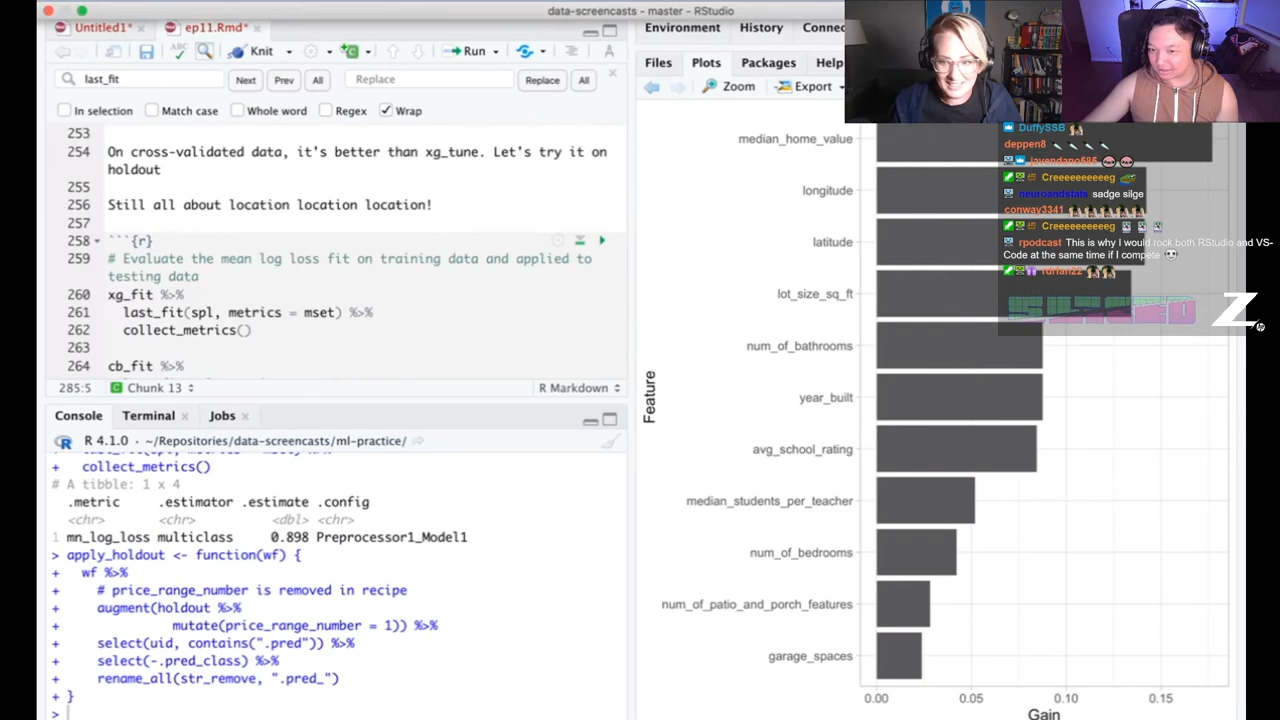 data-screencasts - master - RStudio
Untitled1* ep11.Rmd*
Knit Run
last_fit Next Prev All Replace Replace All
In selection Match case Whole word Regex Wrap
253
254 On cross-validated data, it's better than xg_tune. Let's try it on
holdout
255
256 Still all about location location location!
257
258 ```{r}
259 # Evaluate the mean log loss fit on training data and applied to
testing data
260 xg_fit %>%
261 last_fit(spl, metrics = mset) %>%
262 collect_metrics()
263
264 cb_fit %>%
285:5 Chunk 13 R Markdown
Console Terminal Jobs
R 4.1.0 · ~/Repositories/data-screencasts/ml-practice/
+ collect_metrics()
# A tibble: 1 x 4
.metric .estimator .estimate .config
<chr> <chr> <dbl> <chr>
1 mn_log_loss multiclass 0.898 Preprocessor1_Model1
> apply_holdout <- function(wf) {
+ wf %>%
+ # price_range_number is removed in recipe
+ augment(holdout %>%
+ mutate(price_range_number = 1)) %>%
+ select(uid, contains(".pred")) %>%
+ select(-.pred_class) %>%
+ rename_all(str_remove, ".pred_")
+ }
>
Environment History Connec
Files Plots Packages Help
Zoom Export
Feature
median_home_value
longitude
latitude
lot_size_sq_ft
num_of_bathrooms
year_built
avg_school_rating
median_students_per_teacher
num_of_bedrooms
num_of_patio_and_porch_features
garage_spaces
0.00 0.05 0.10 0.15
Gain
DuffySSB
deppen8
javendano585
Creeeeeeeeeg
neuroandstats sadge silge
conway3341
Creeeeeeeeeg
rpodcast This is why I would rock both RStudio and VS-
Code at the same time if I compete
rdrian22
SLICED